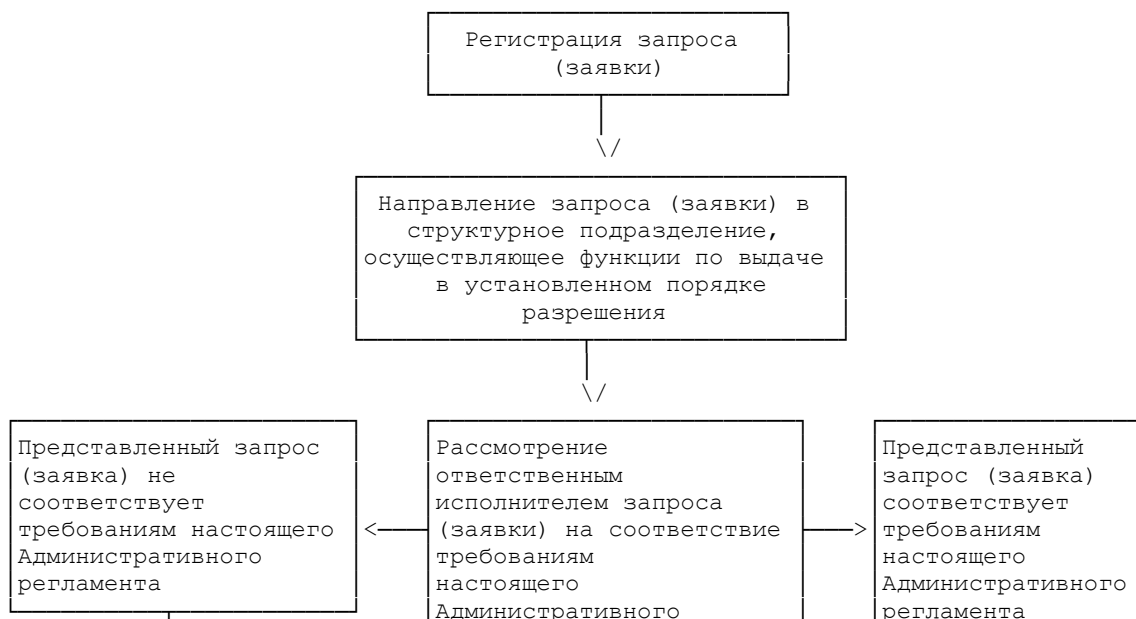 Регистрация запроса
(заявки)
\/
Направление запроса (заявки) в
структурное подразделение,
осуществляющее функции по выдаче
в установленном порядке
разрешения
\/
Представленный запрос
(заявка) не
соответствует
требованиям настоящего
Административного
регламента
<
Рассмотрение
ответственным
исполнителем запроса
(заявки) на соответствие
требованиям
настоящего
Административного
>
Представленный
запрос (заявка)
соответствует
требованиям
настоящего
Административного
регламента